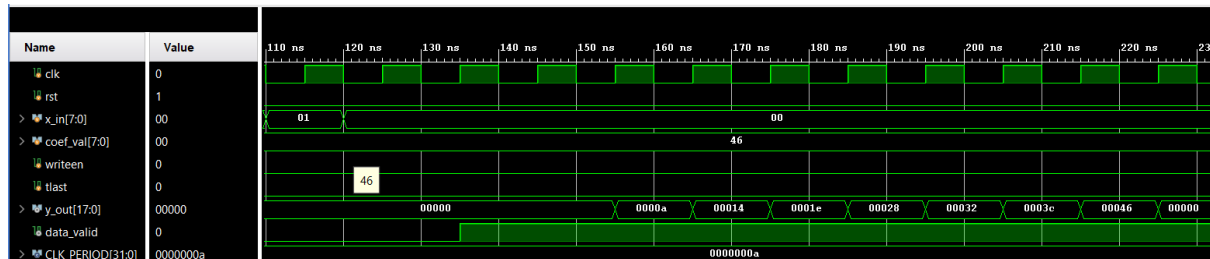 Name Value 110 ns 120 ns 130 ns 140 ns 150 ns 160 ns 170 ns 180 ns 190 ns 200 ns 210 ns 220 ns 23
clk 0
rst 1
x_in[7:0] 00 01 00
coef_val[7:0] 00 46
writeen 0
tlast 0 46
y_out[17:0] 00000 00000 0000a 00014 0001e 00028 00032 0003c 00046 00000
data_valid 0
CLK_PERIOD[31:0] 0000000a 0000000a